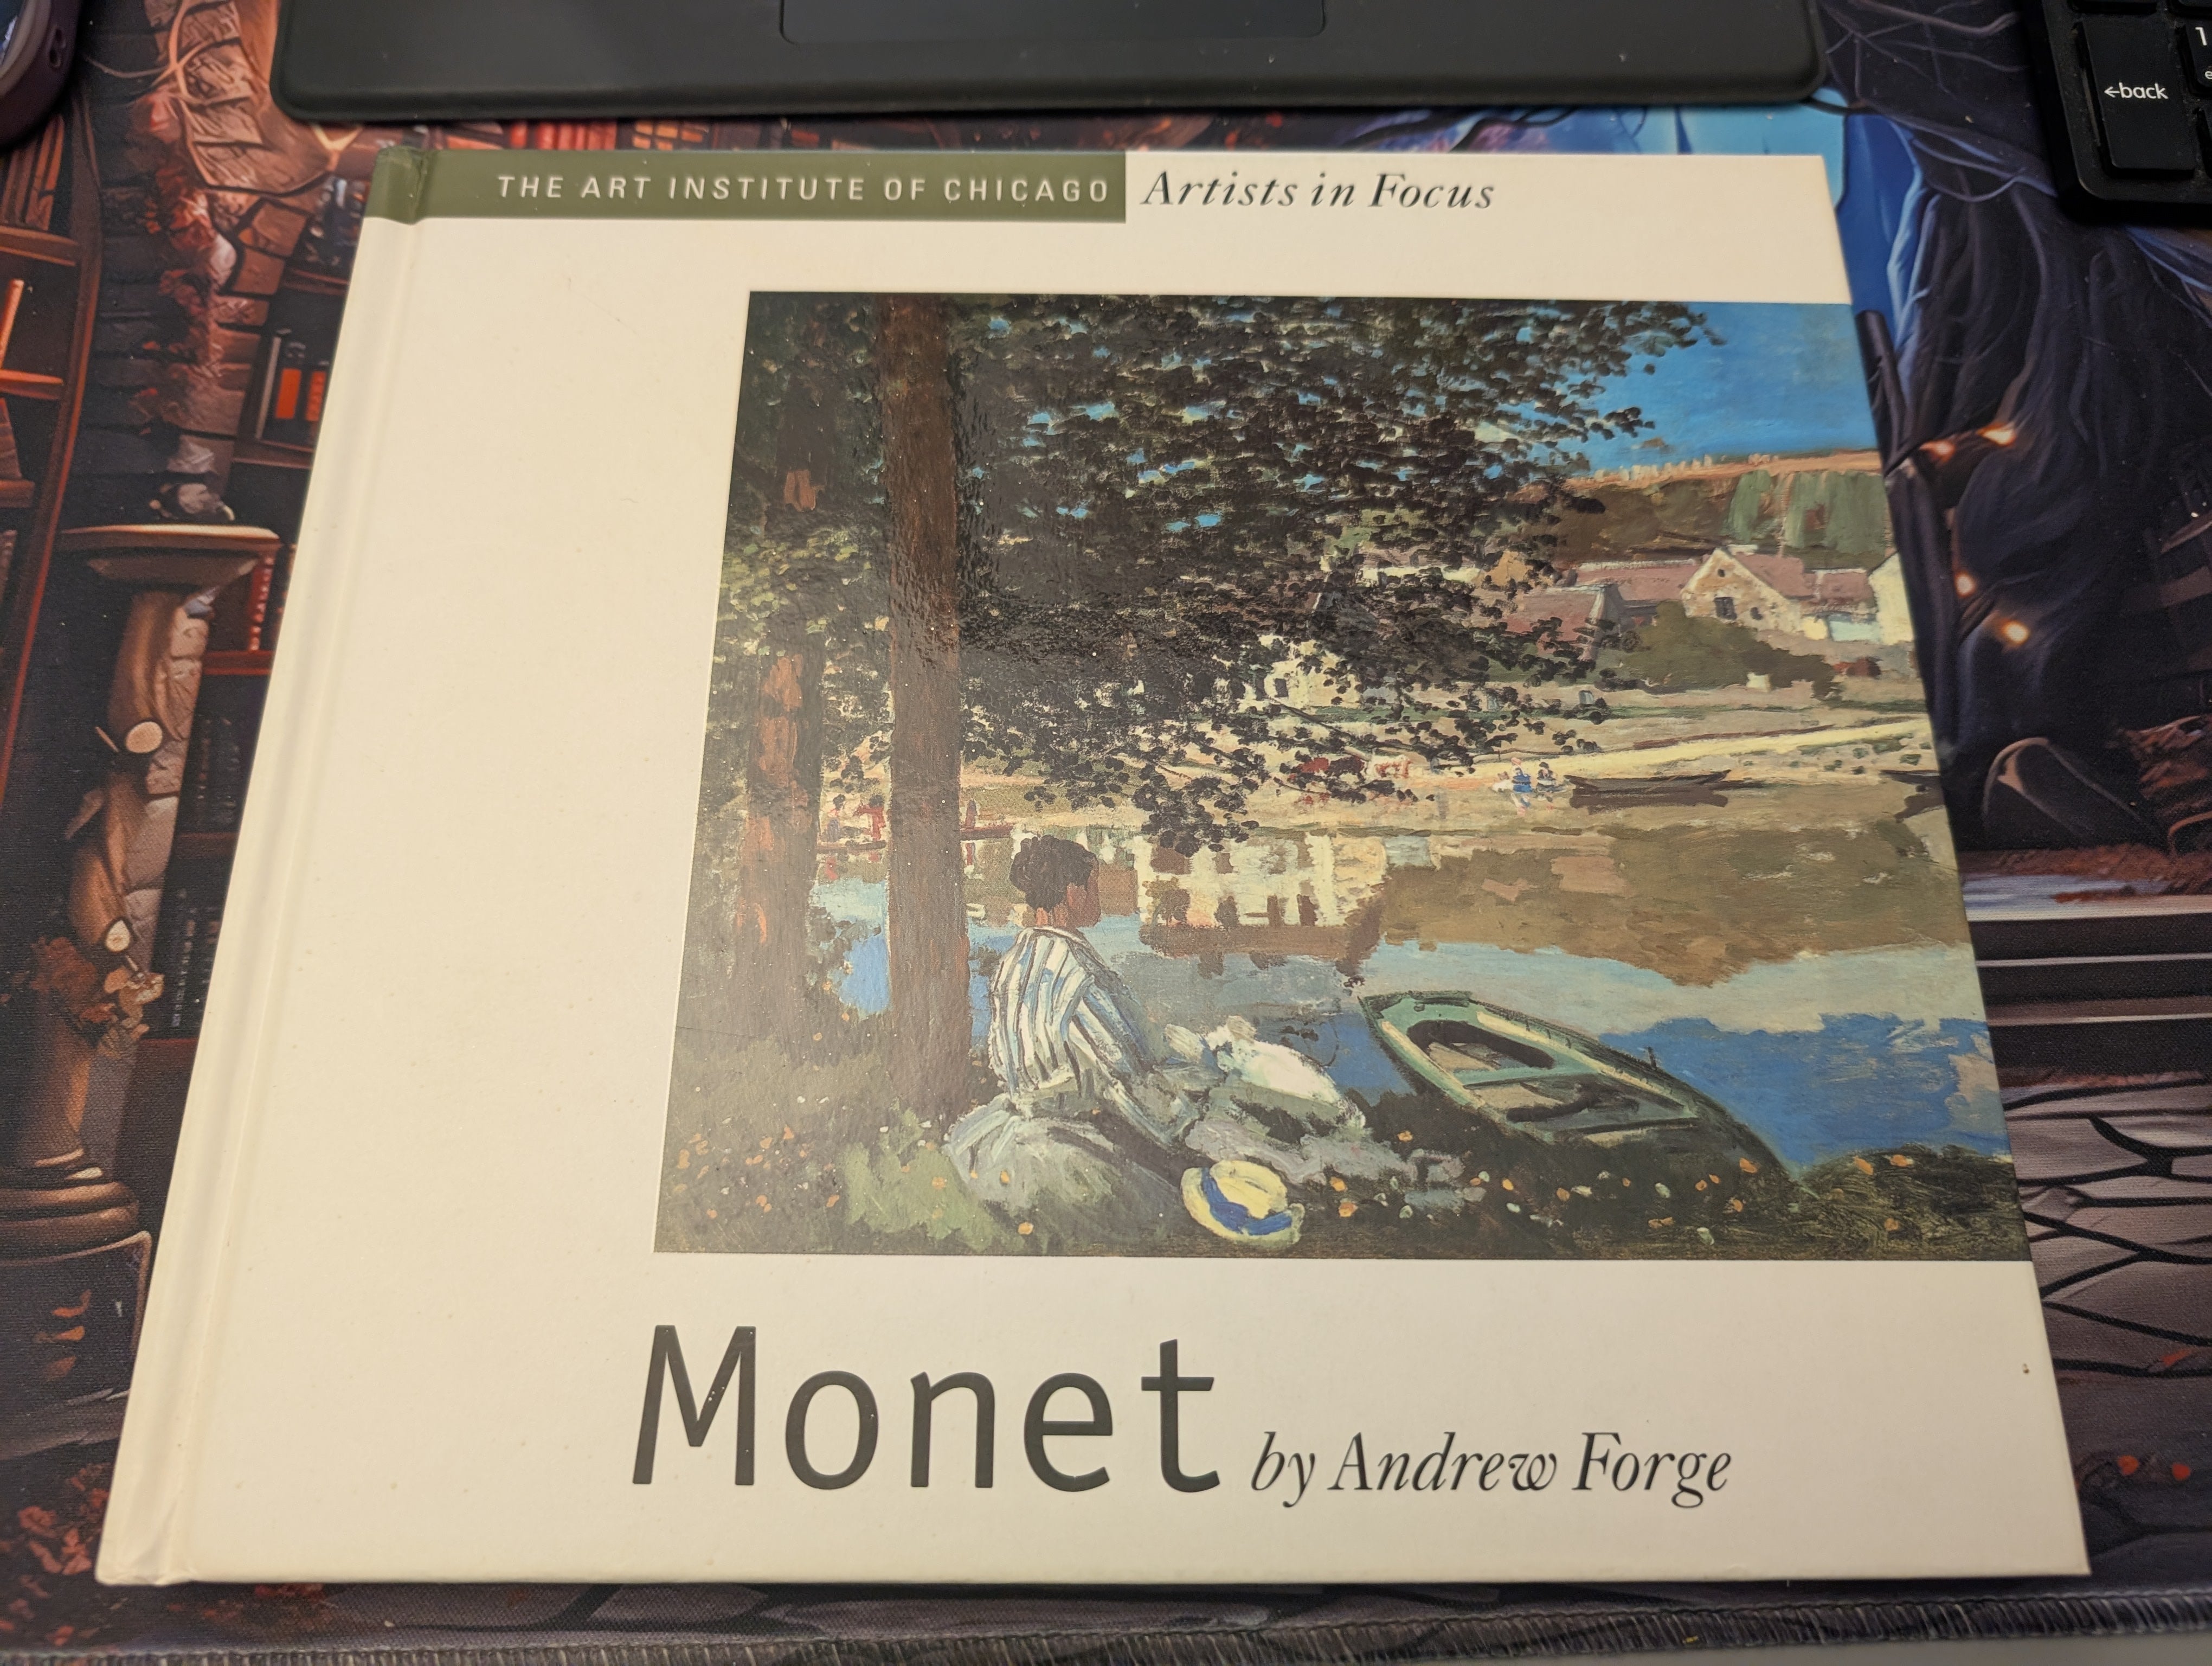 ←back
THE ART INSTITUTE OF CHICAGO Artists in Focus
Monet by Andrew Forge